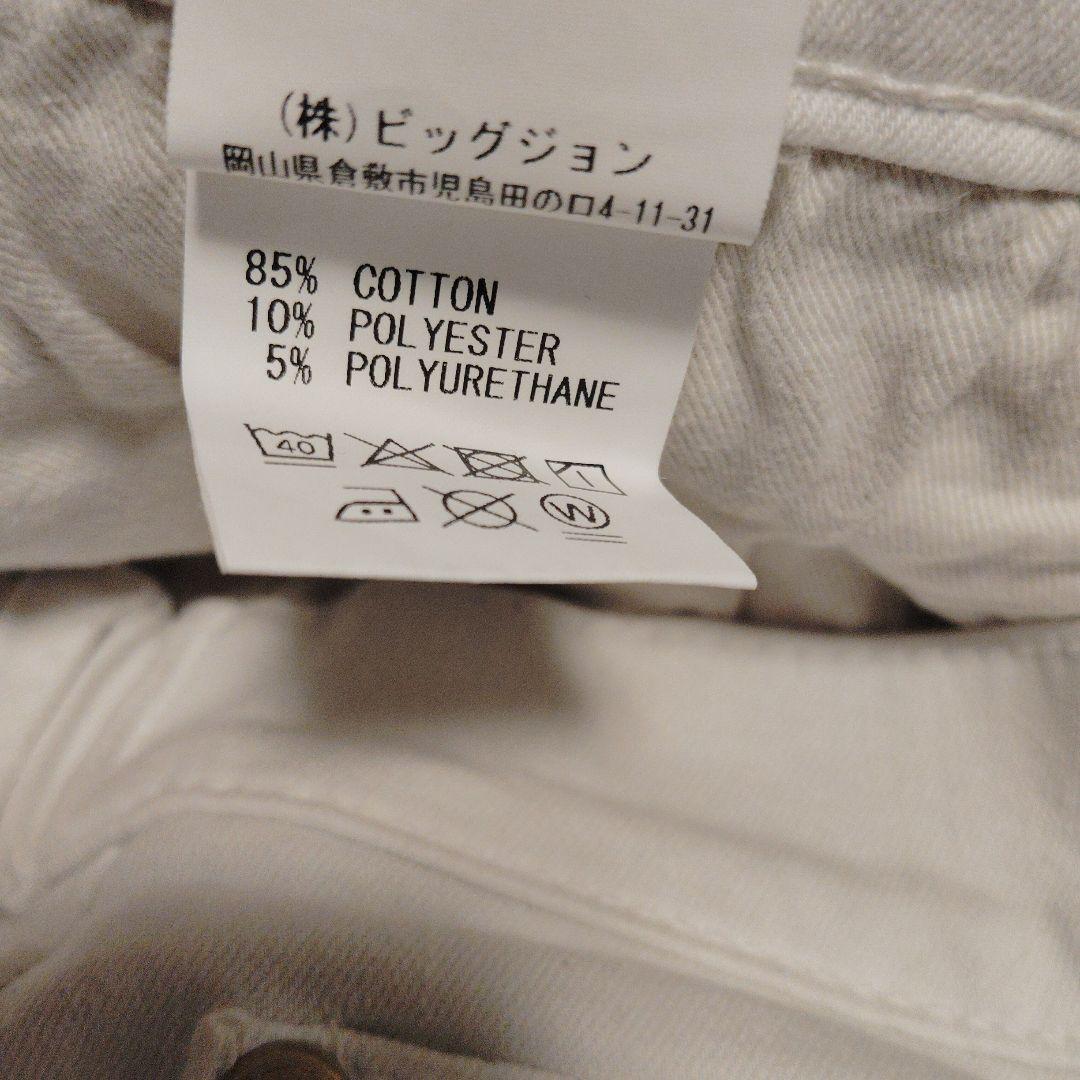 (株)ビッグジョン
岡山県倉敷市児島田の口4-11-31
85% COTTON
10% POLYESTER
5% POLYURETHANE
40
W